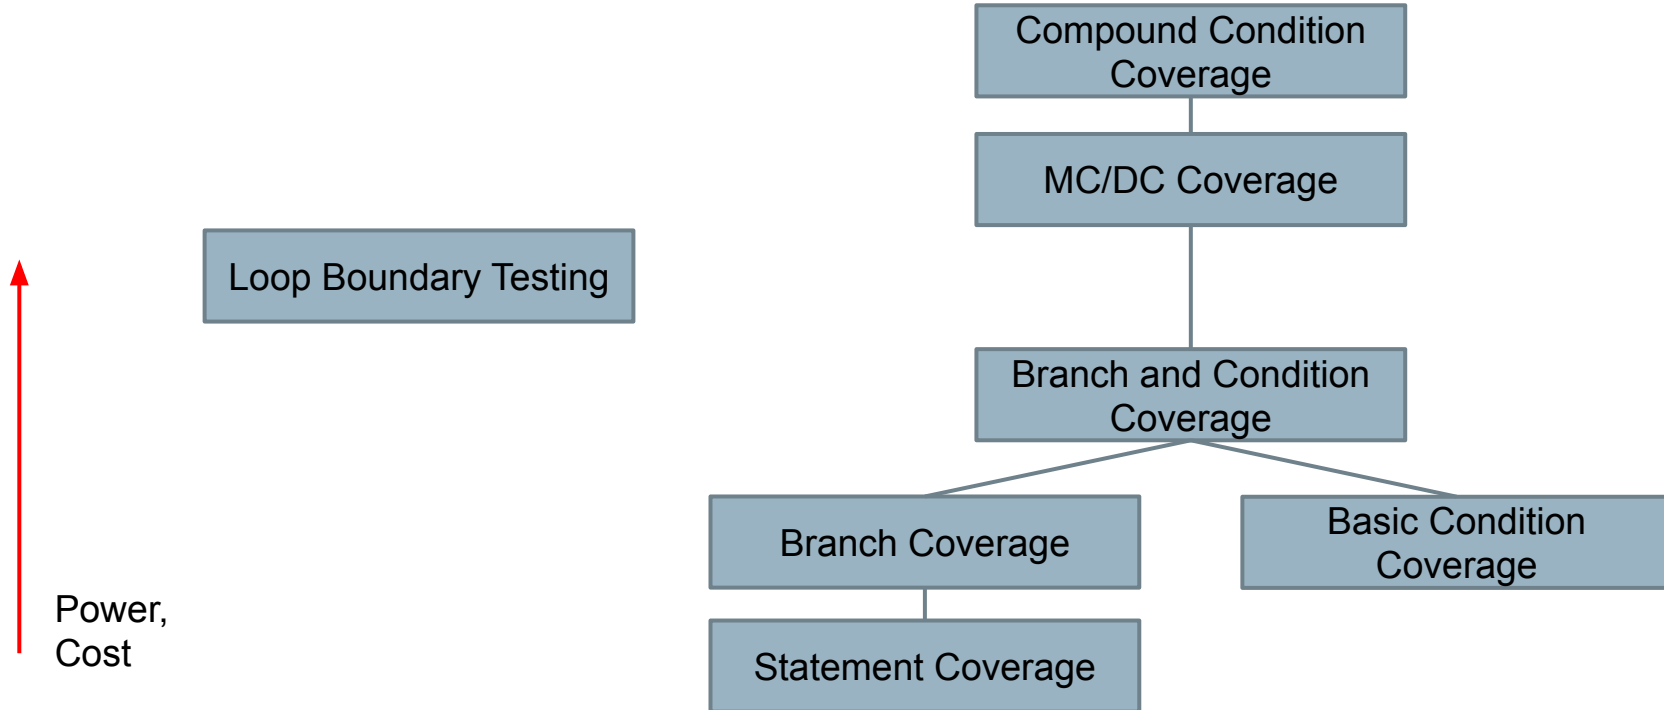 Compound Condition
Coverage
MC/DC Coverage
Loop Boundary Testing
Branch and Condition
Coverage
Branch Coverage
Basic Condition
Coverage
Power,
Cost
Statement Coverage